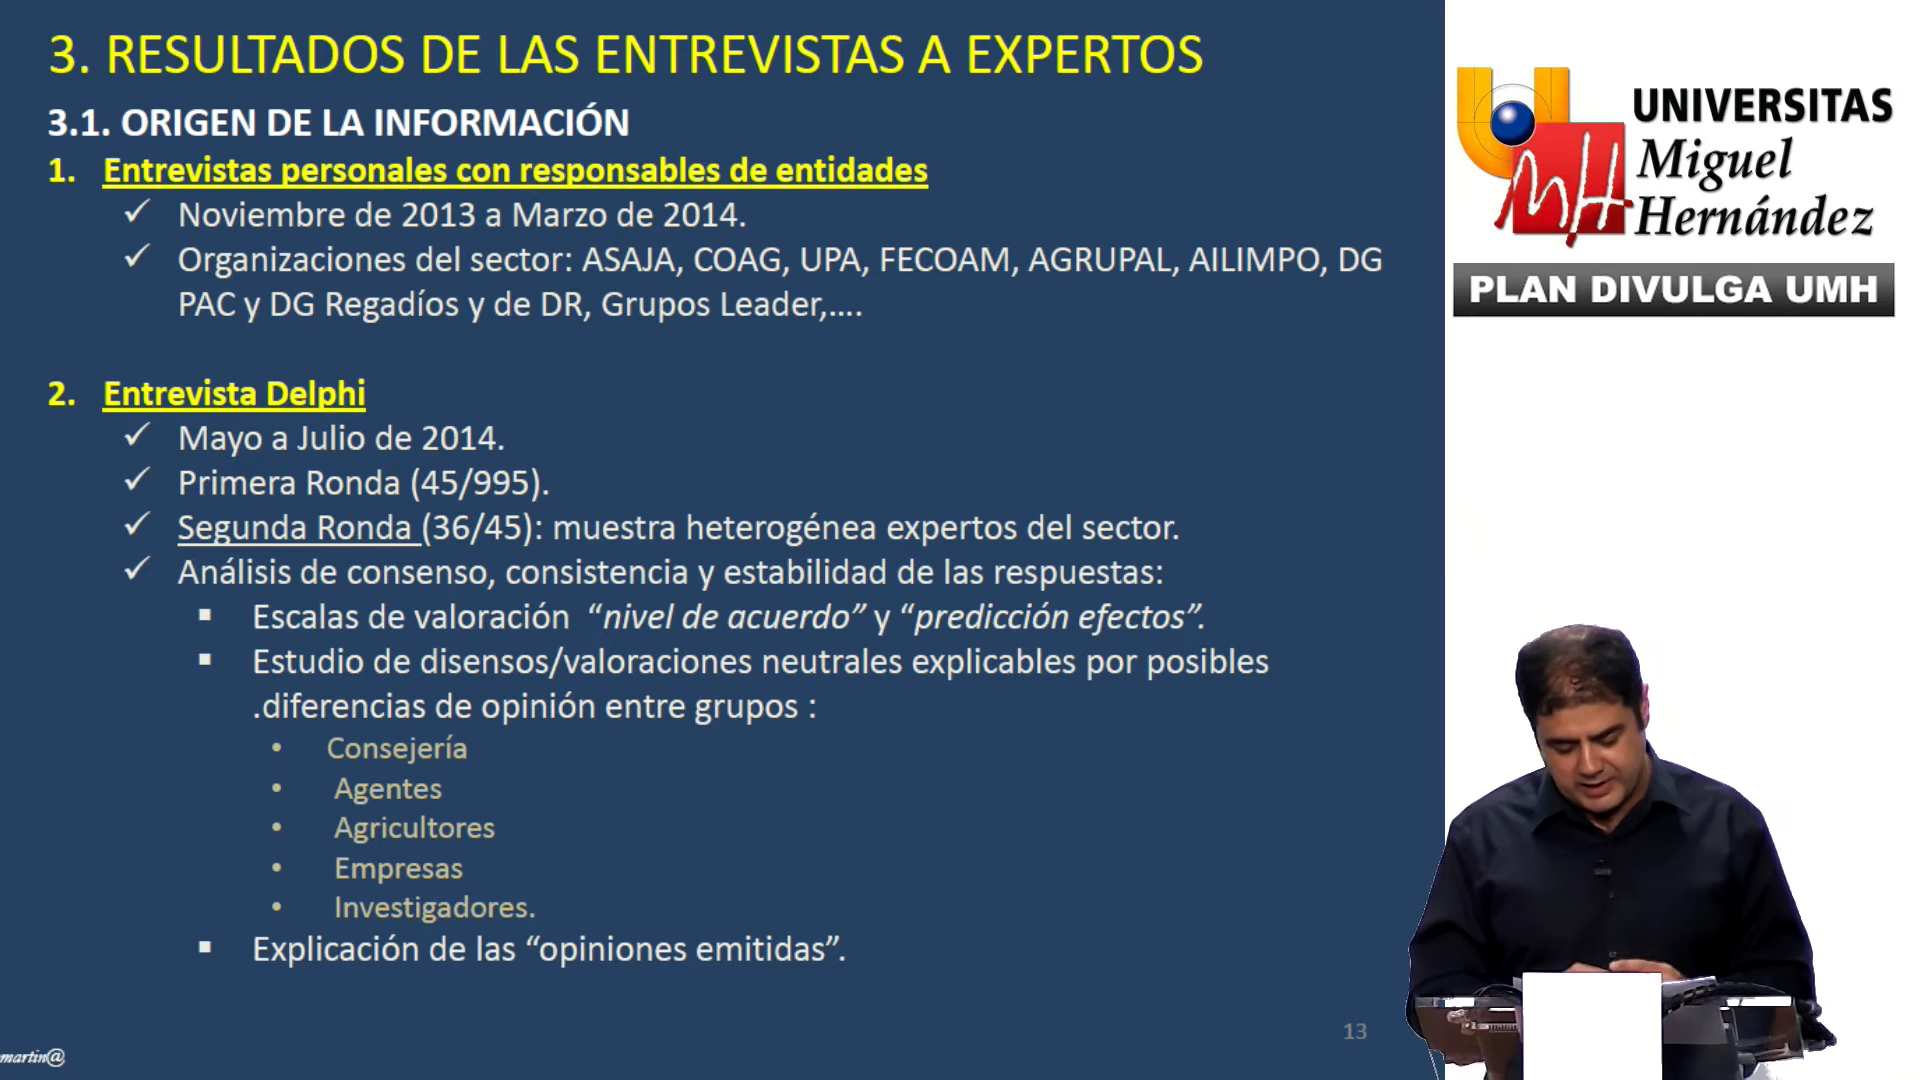 3. RESULTADOS DE LAS ENTREVISTAS A EXPERTOS
3.1. ORIGEN DE LA INFORMACIÓN
1. Entrevistas personales con responsables de entidades
✓ Noviembre de 2013 a Marzo de 2014.
✓ Organizaciones del sector: ASAJA, COAG, UPA, FECOAM, AGRUPAL, AILIMPO, DG
PAC y DG Regadíos y de DR, Grupos Leader,....
2. Entrevista Delphi
✓ Mayo a Julio de 2014.
✓ Primera Ronda (45/995).
✓ Segunda Ronda (36/45): muestra heterogénea expertos del sector.
✓ Análisis de consenso, consistencia y estabilidad de las respuestas:
▪ Escalas de valoración “nivel de acuerdo” y “predicción efectos”.
▪ Estudio de disensos/valoraciones neutrales explicables por posibles
.diferencias de opinión entre grupos :
• Consejería
• Agentes
• Agricultores
• Empresas
• Investigadores.
▪ Explicación de las “opiniones emitidas”.
13
martin@
UNIVERSITAS
Miguel
Hernández
PLAN DIVULGA UMH